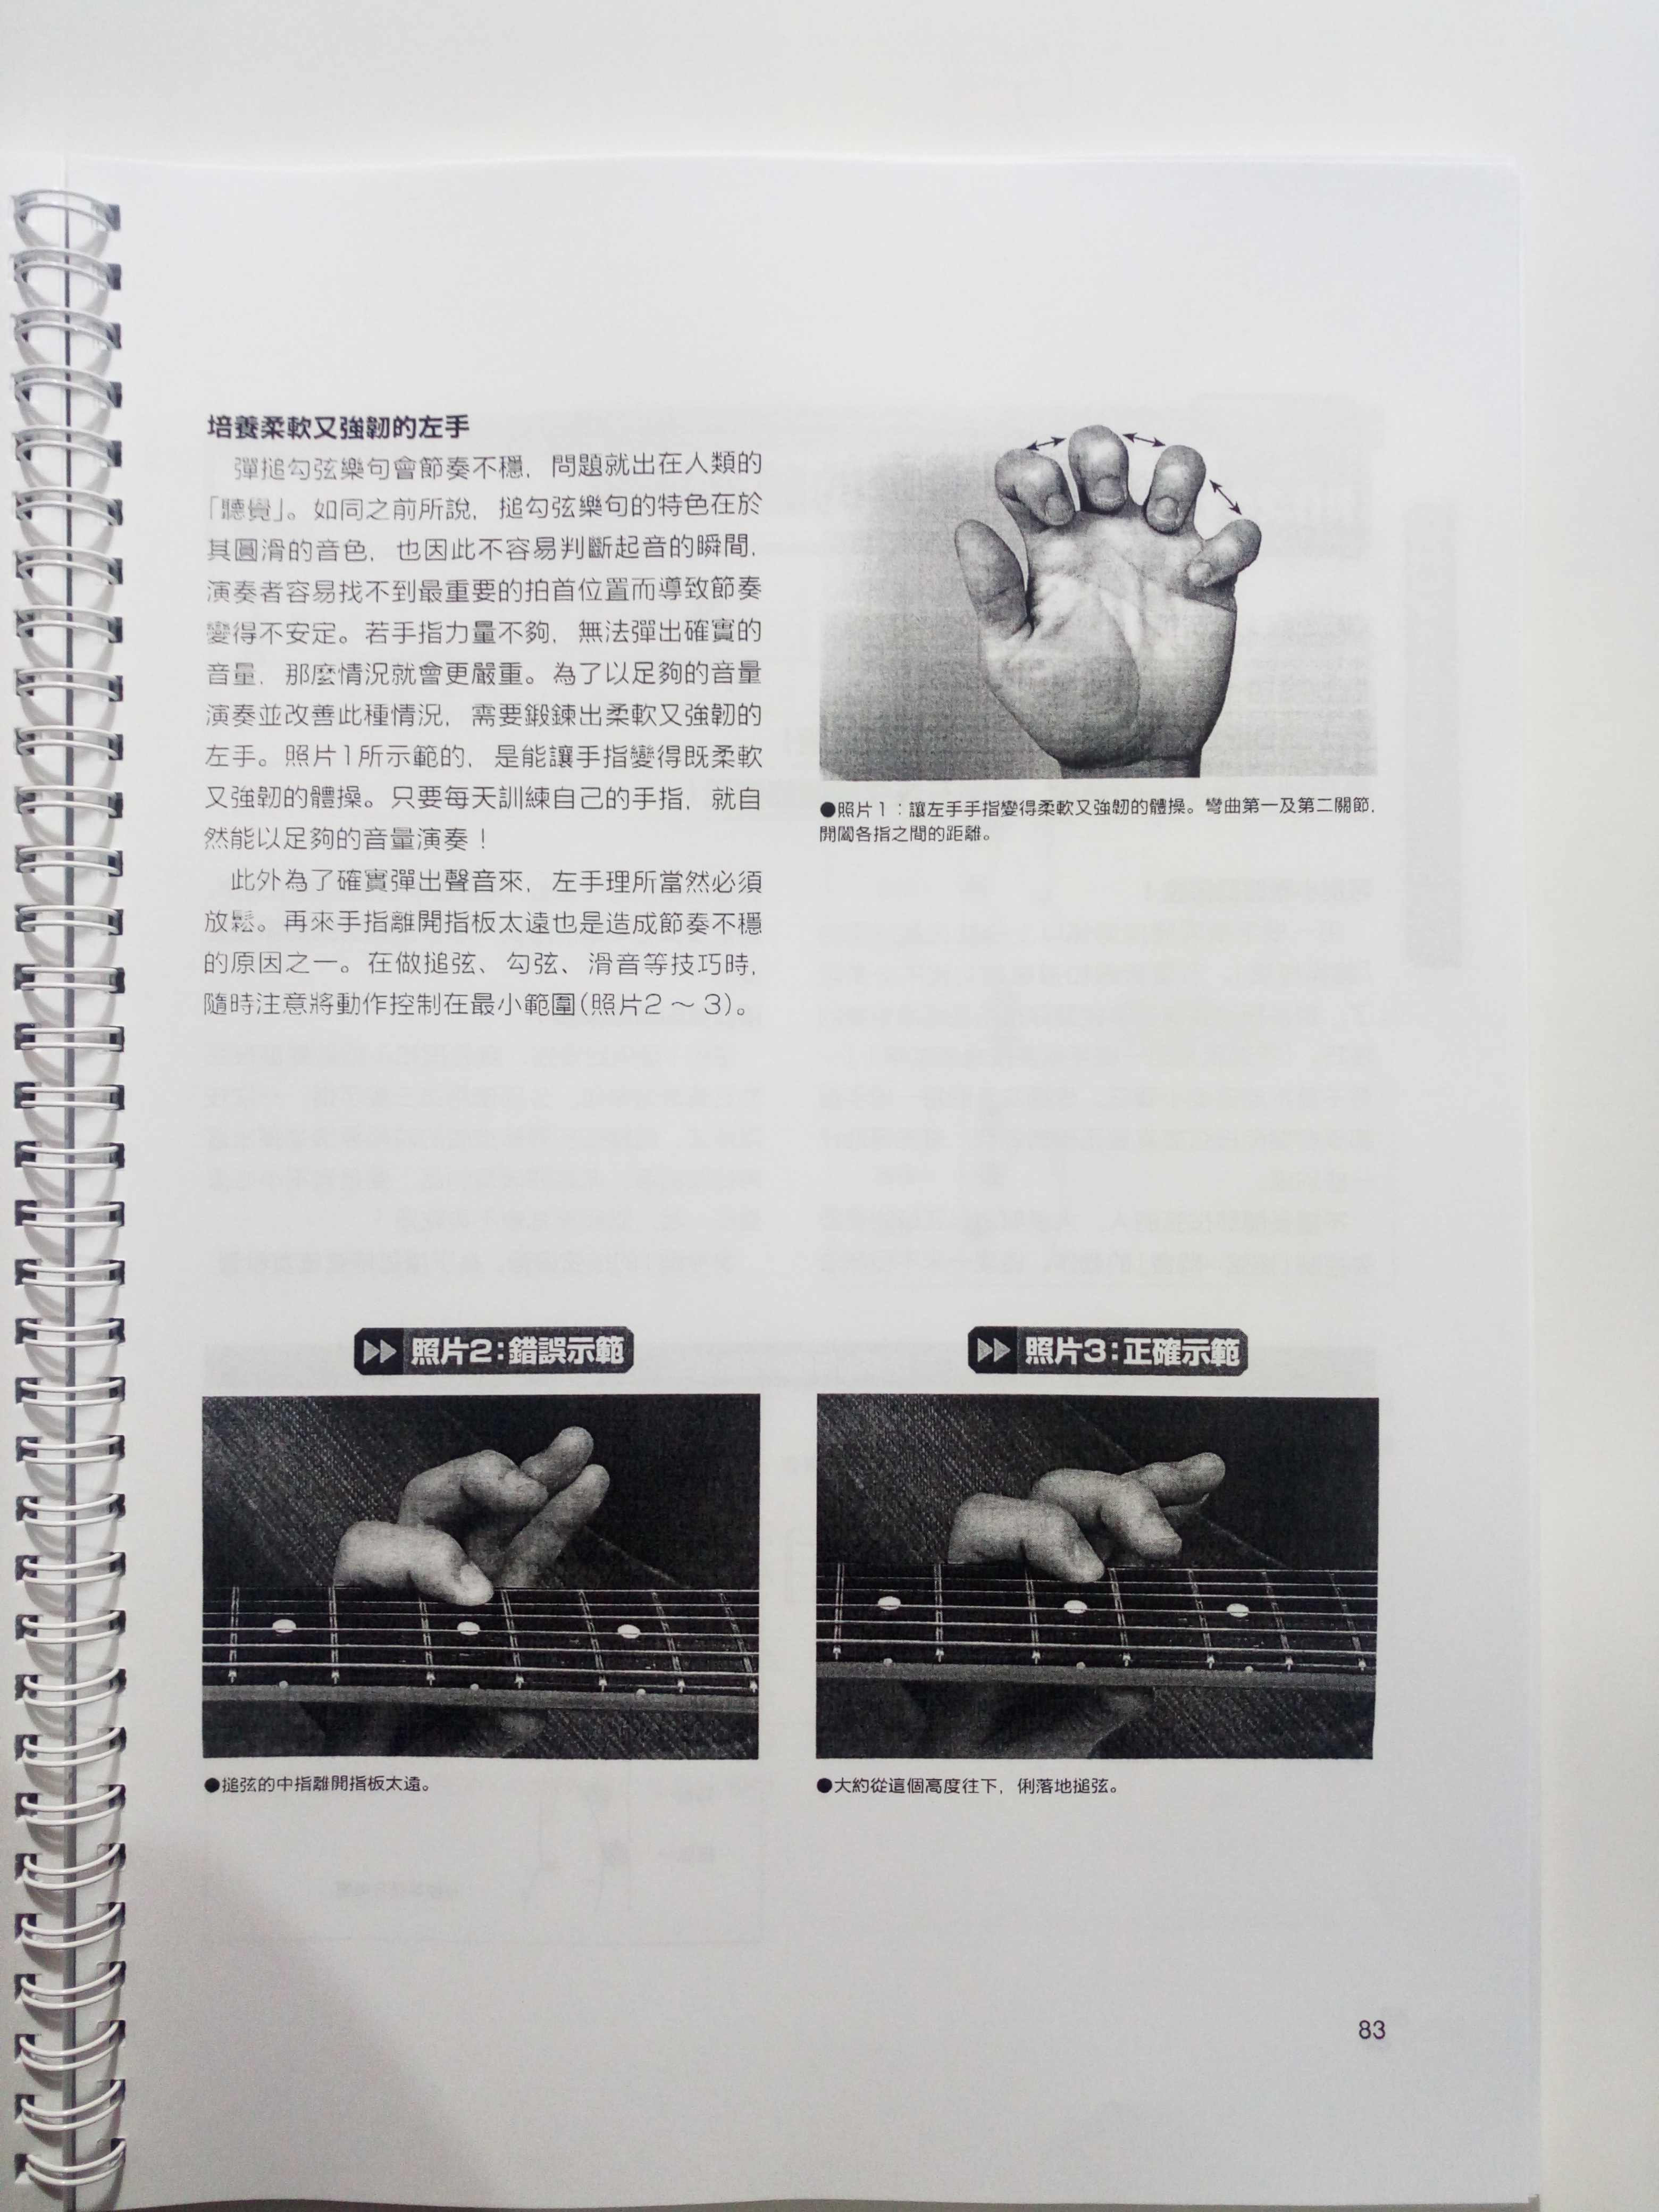 培養柔軟又強韌的左手
彈搥勾弦樂句會節奏不穩，問題就出在人類的
「聽覺」。如同之前所說，搥勾弦樂句的特色在於
其圓滑的音色，也因此不容易判斷起音的瞬間，
演奏者容易找不到最重要的拍首位置而導致節奏
變得不安定。若手指力量不夠，無法彈出確實的
音量，那麼情況就會更嚴重。為了以足夠的音量
演奏並改善此種情況，需要鍛鍊出柔軟又強韌的
左手。照片1所示範的，是能讓手指變得既柔軟
又強韌的體操。只要每天訓練自己的手指，就自
然能以足夠的音量演奏！
此外為了確實彈出聲音來，左手理所當然必須
放鬆。再來手指離開指板太遠也是造成節奏不穩
的原因之一。在做搥弦、勾弦、滑音等技巧時，
隨時注意將動作控制在最小範圍(照片2～3)。
●照片1：讓左手手指變得柔軟又強韌的體操。彎曲第一及第二關節，
開闔各指之間的距離。
照片2：錯誤示範
●搥弦的中指離開指板太遠。
照片3：正確示範
●大約從這個高度往下，俐落地搥弦。
83